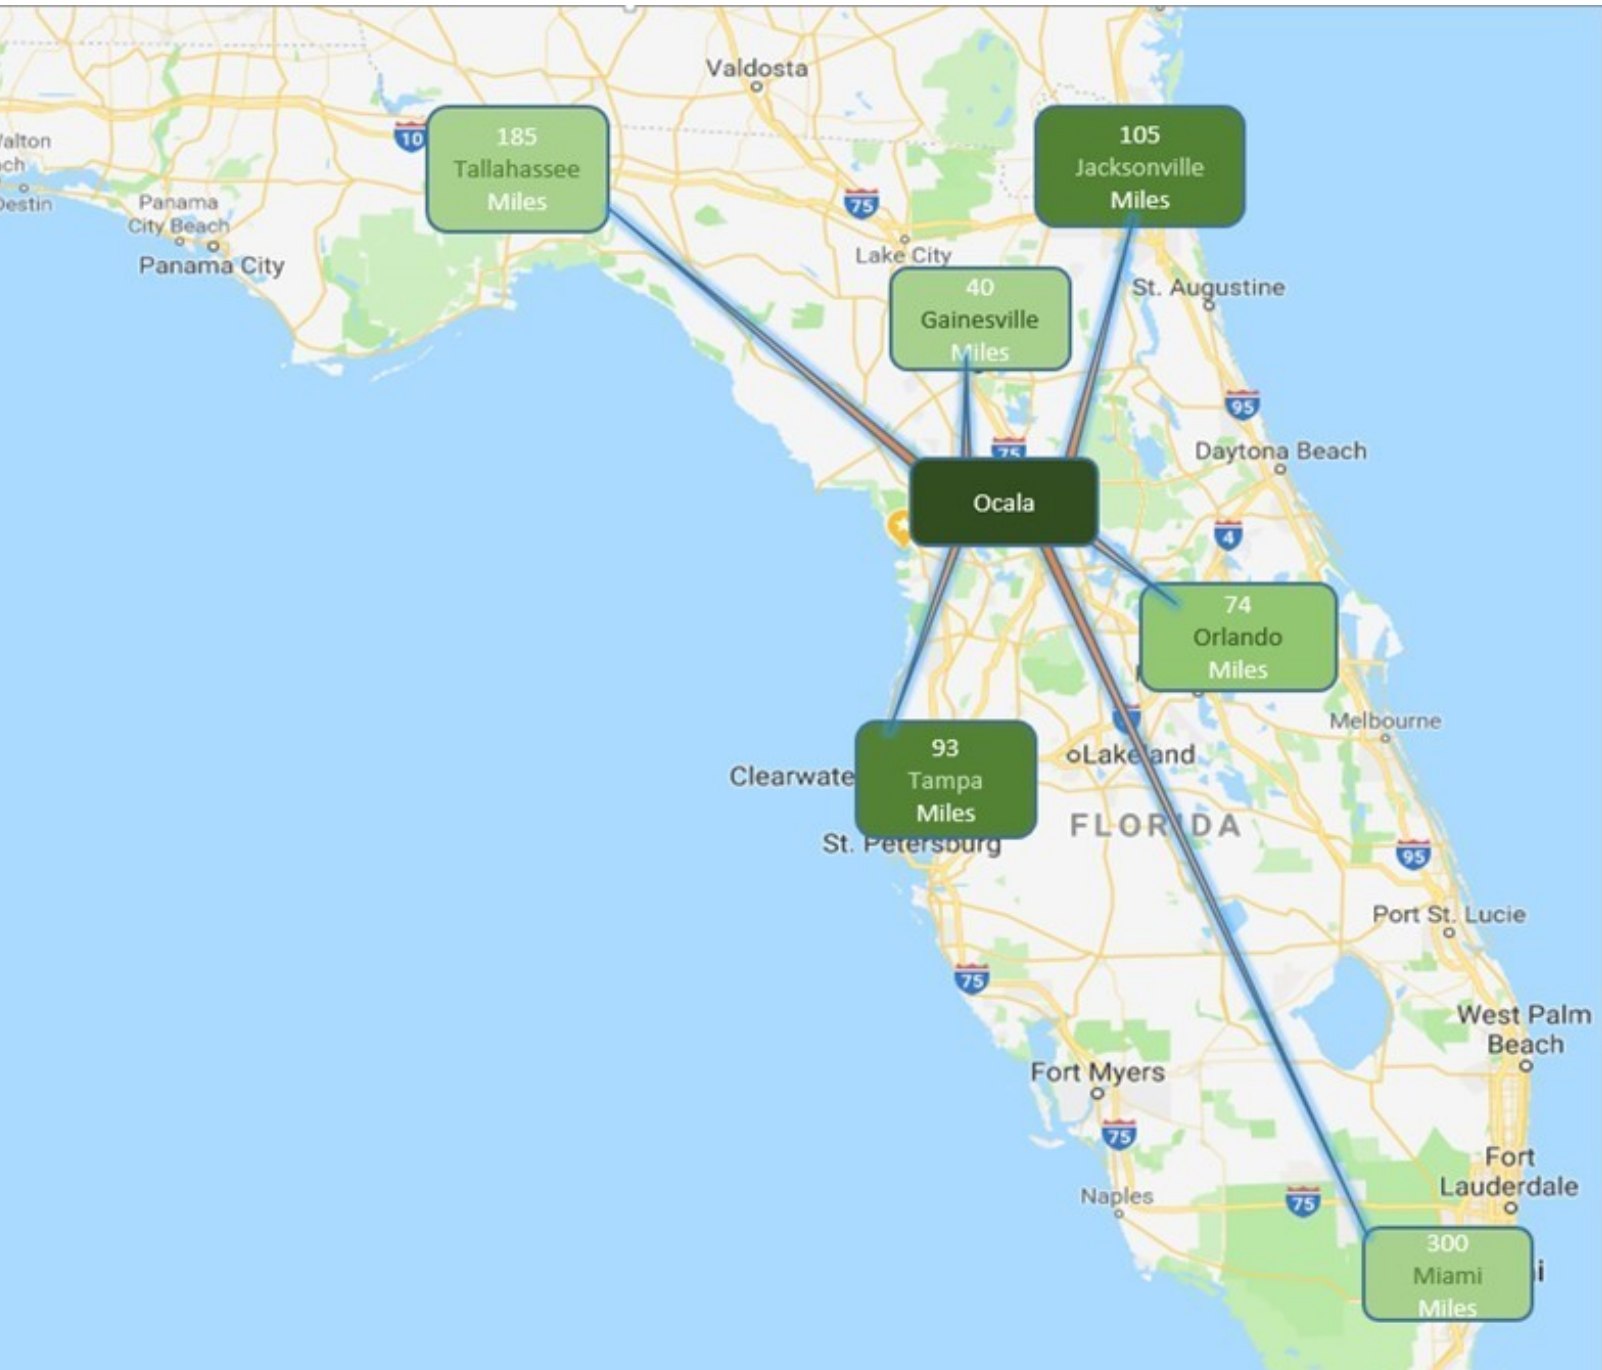 Valdosta
10
185
Tallahassee
Miles
105
Jacksonville
Miles
alton
ch
Destin
Panama
City Beach
Panama City
75
Lake City
40
Gainesville
Miles
St. Augustine
95
75
Daytona Beach
Ocala
4
74
Orlando
Miles
Melbourne
93
Tampa
Miles
Clearwate
Lakeland
St. Petersburg
FLORIDA
95
Port St. Lucie
75
West Palm
Beach
Fort Myers
75
Fort
Lauderdale
Naples
75
300
Miami
Miles
i